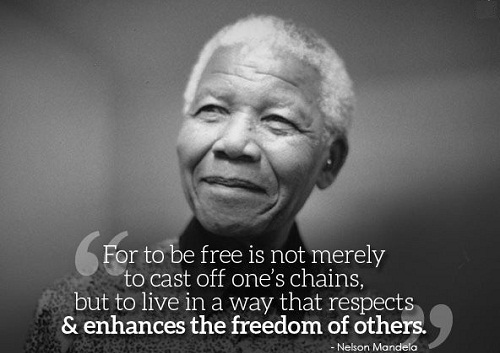 “For to be free is not merely
to cast off one’s chains,
but to live in a way that respects
& enhances the freedom of others.”
- Nelson Mandela